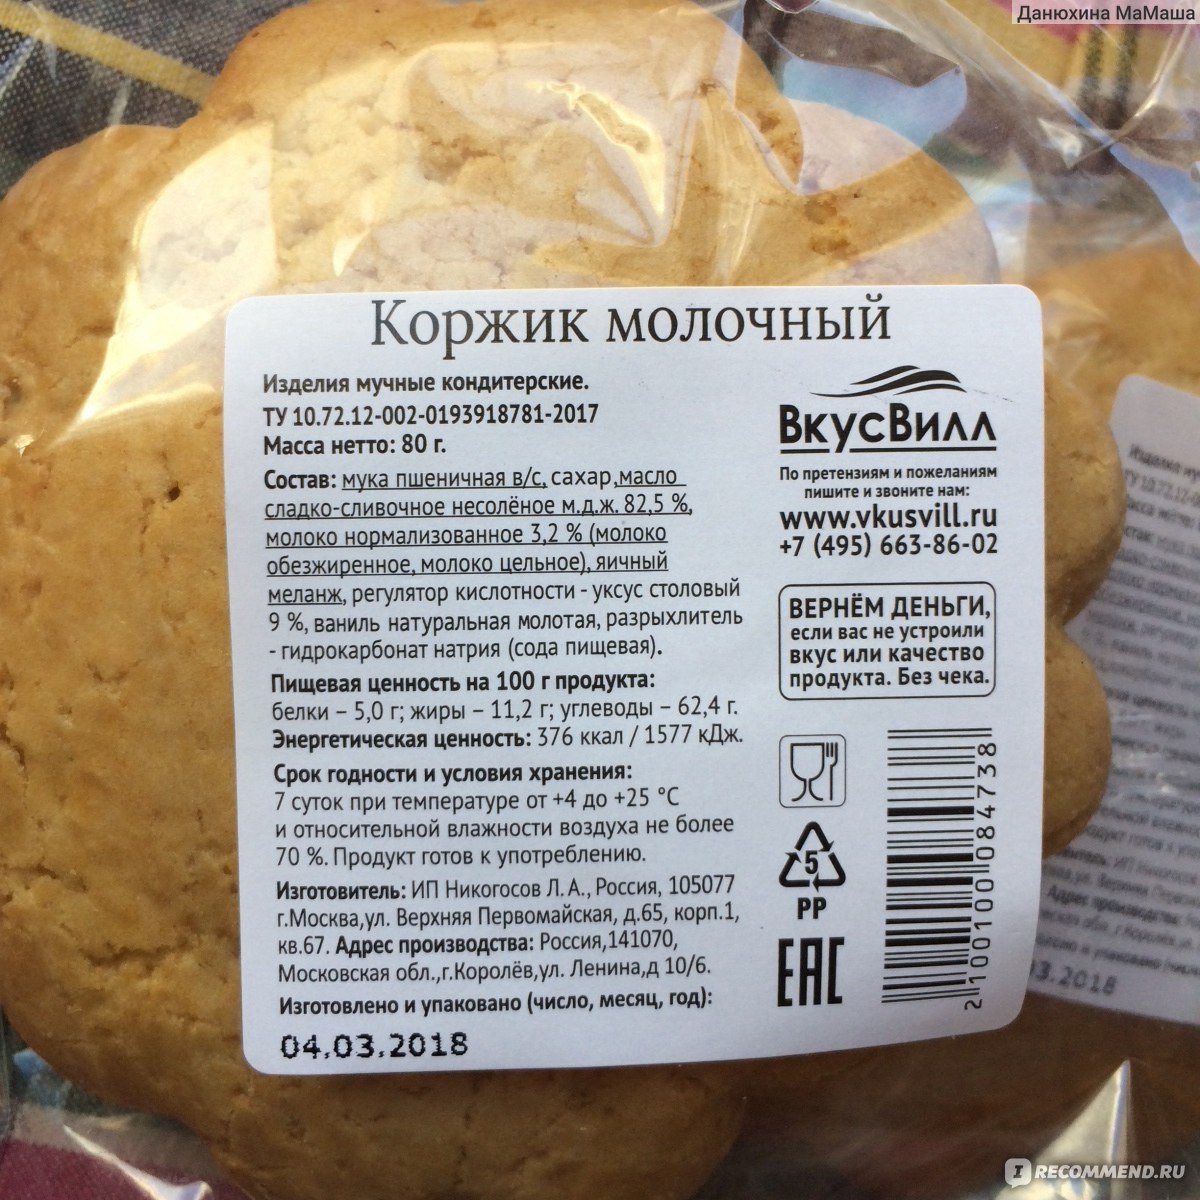 Данюхина МаМаша
Коржик молочный
Изделия мучные кондитерские.
ТУ 10.72.12-002-0193918781-2017
Масса нетто: 80 г.
Состав: мука пшеничная в/с, сахар,масло
сладко-сливочное несолёное м.д.ж. 82,5 %,
молоко нормализованное 3,2 % (молоко
обезжиренное, молоко цельное), яичный
меланж, регулятор кислотности - уксус столовый
9 %, ваниль натуральная молотая, разрыхлитель
- гидрокарбонат натрия (сода пищевая).
Пищевая ценность на 100 г продукта:
белки – 5,0 г; жиры – 11,2 г; углеводы – 62,4 г.
Энергетическая ценность: 376 ккал / 1577 кДж.
Срок годности и условия хранения:
7 суток при температуре от +4 до +25 °С
и относительной влажности воздуха не более
70 %. Продукт готов к употреблению.
Изготовитель: ИП Никогосов Л. А., Россия, 105077
г.Москва,ул. Верхняя Первомайская, д.65, корп.1,
кв.67. Адрес производства: Россия,141070,
Московская обл.,г.Королёв,ул. Ленина,д 10/6.
Изготовлено и упаковано (число, месяц, год):
04.03.2018
ВкусВилл
По претензиям и пожеланиям
пишите и звоните нам:
www.vkusvill.ru
+7 (495) 663-86-02
ВЕРНЁМ ДЕНЬГИ,
если вас не устроили
вкус или качество
продукта. Без чека.
5
PP
EAC
2100100084738
03.2018
I RECOMMEND.RU